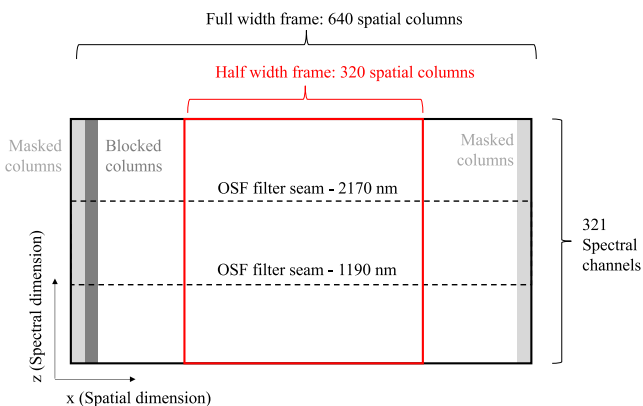 Full width frame: 640 spatial columns
Half width frame: 320 spatial columns
Masked
columns
Blocked
columns
Masked
columns
OSF filter seam - 2170 nm
OSF filter seam - 1190 nm
321
Spectral
channels
z (Spectral dimension)
x (Spatial dimension)